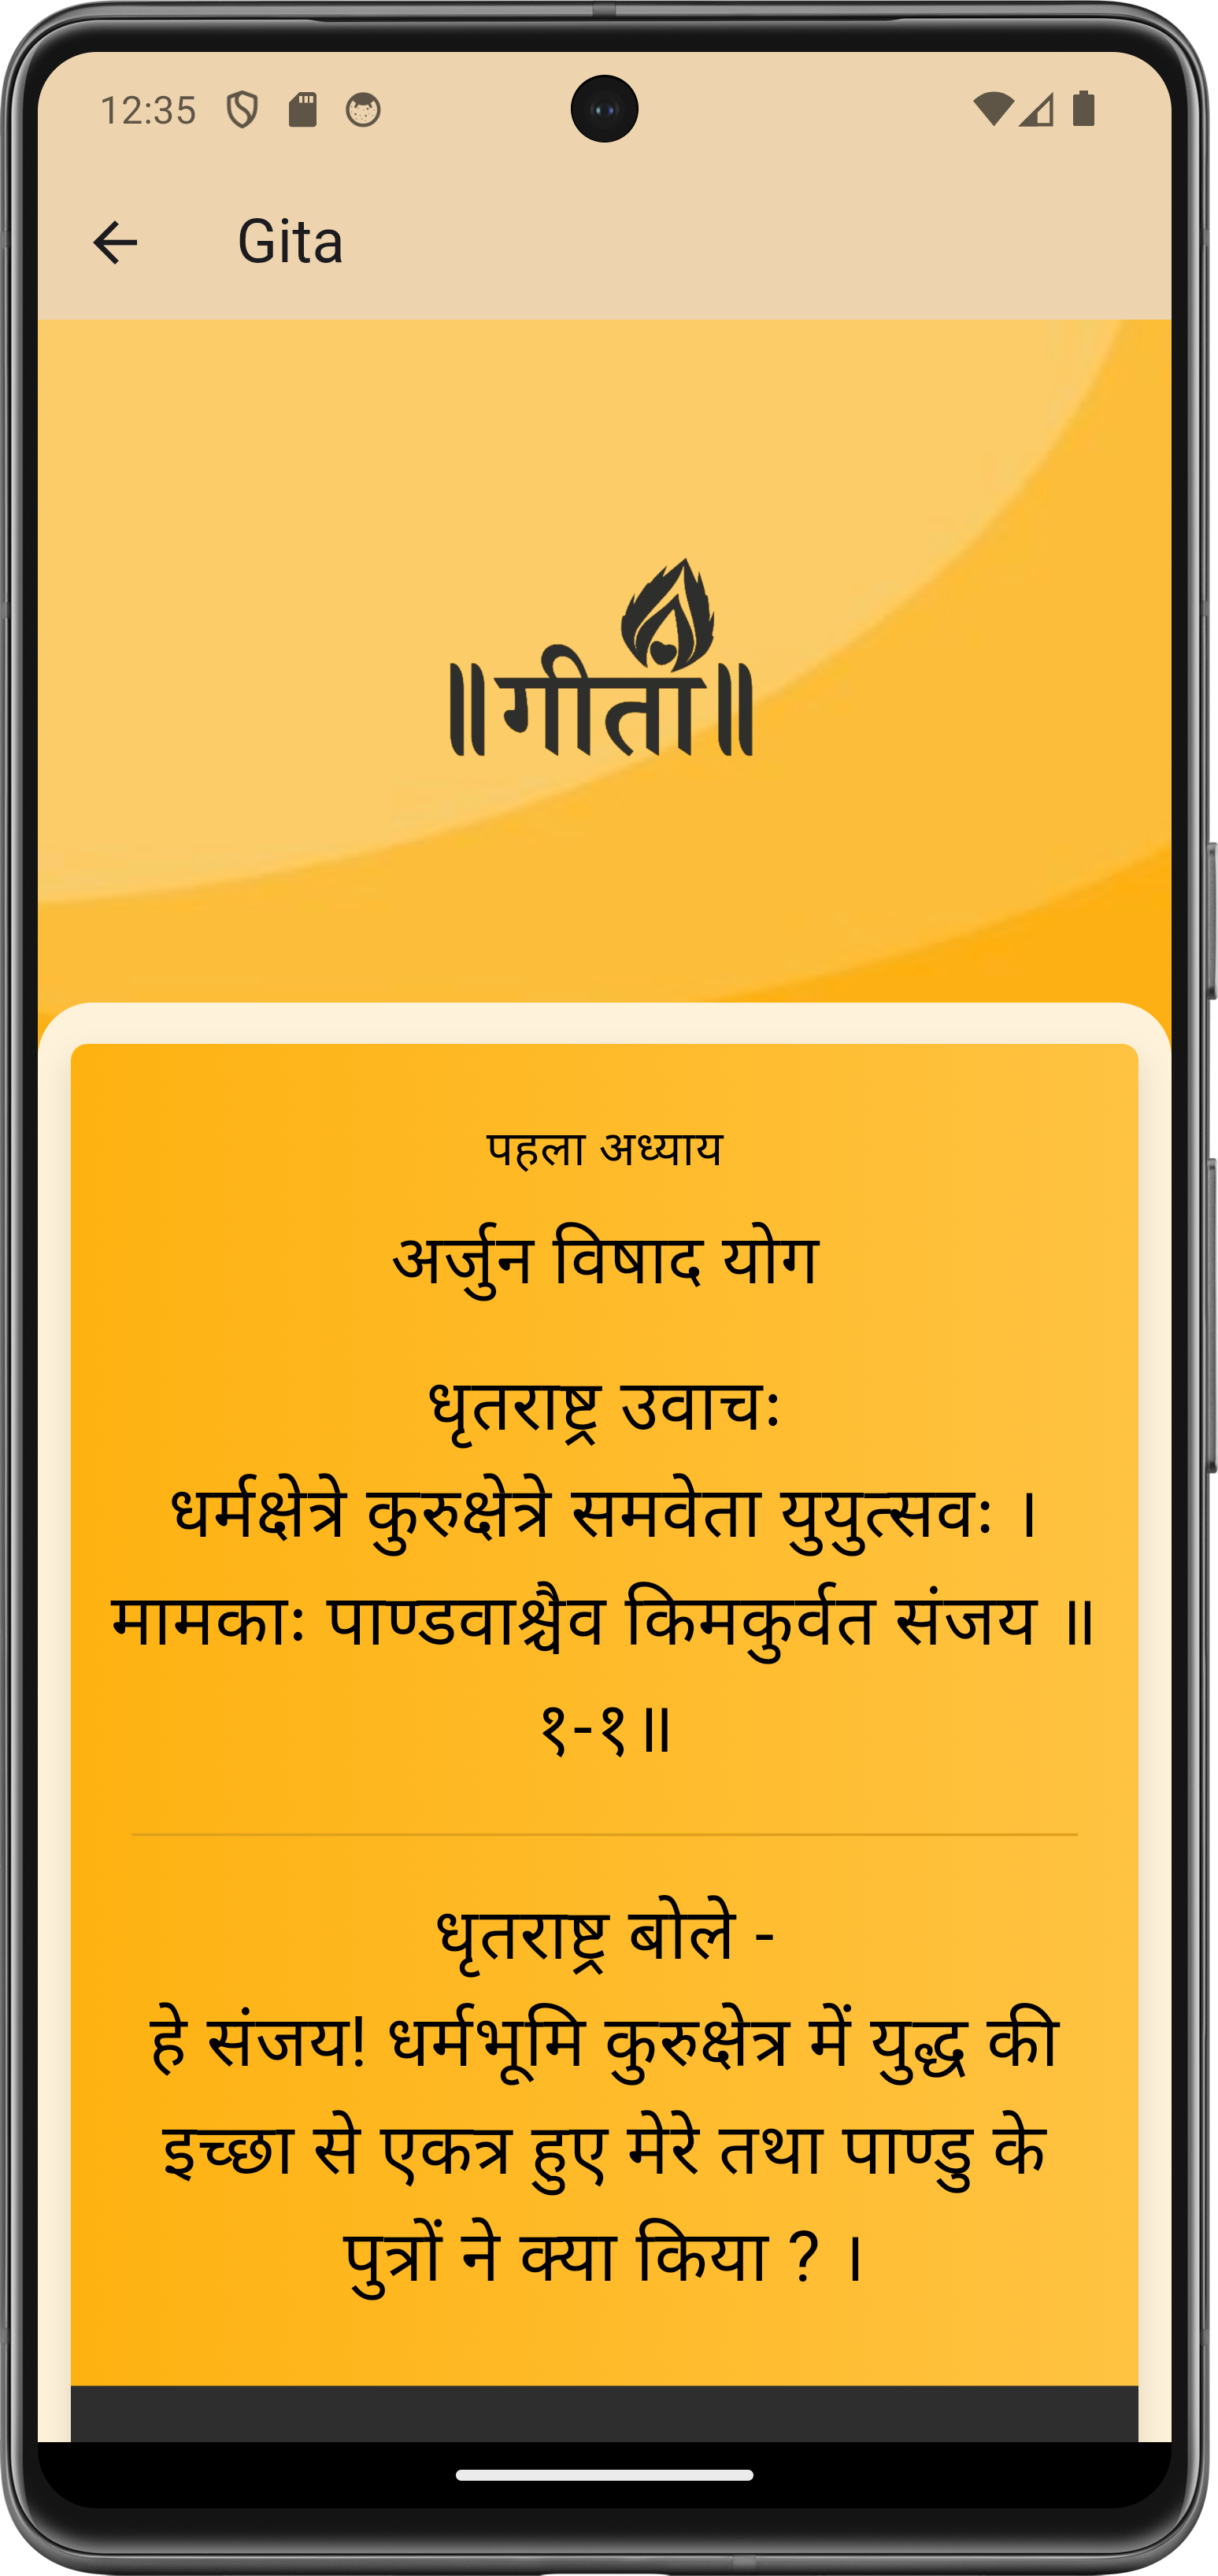 12:35
Gita
॥गीता॥
पहला अध्याय
अर्जुन विषाद योग
धृतराष्ट्र उवाचः
धर्मक्षेत्रे कुरुक्षेत्रे समवेता युयुत्सवः ।
मामकाः पाण्डवाश्चैव किमकुर्वत संजय ॥
१-१॥
धृतराष्ट्र बोले -
हे संजय! धर्मभूमि कुरुक्षेत्र में युद्ध की
इच्छा से एकत्र हुए मेरे तथा पाण्डु के
पुत्रों ने क्या किया ? ।